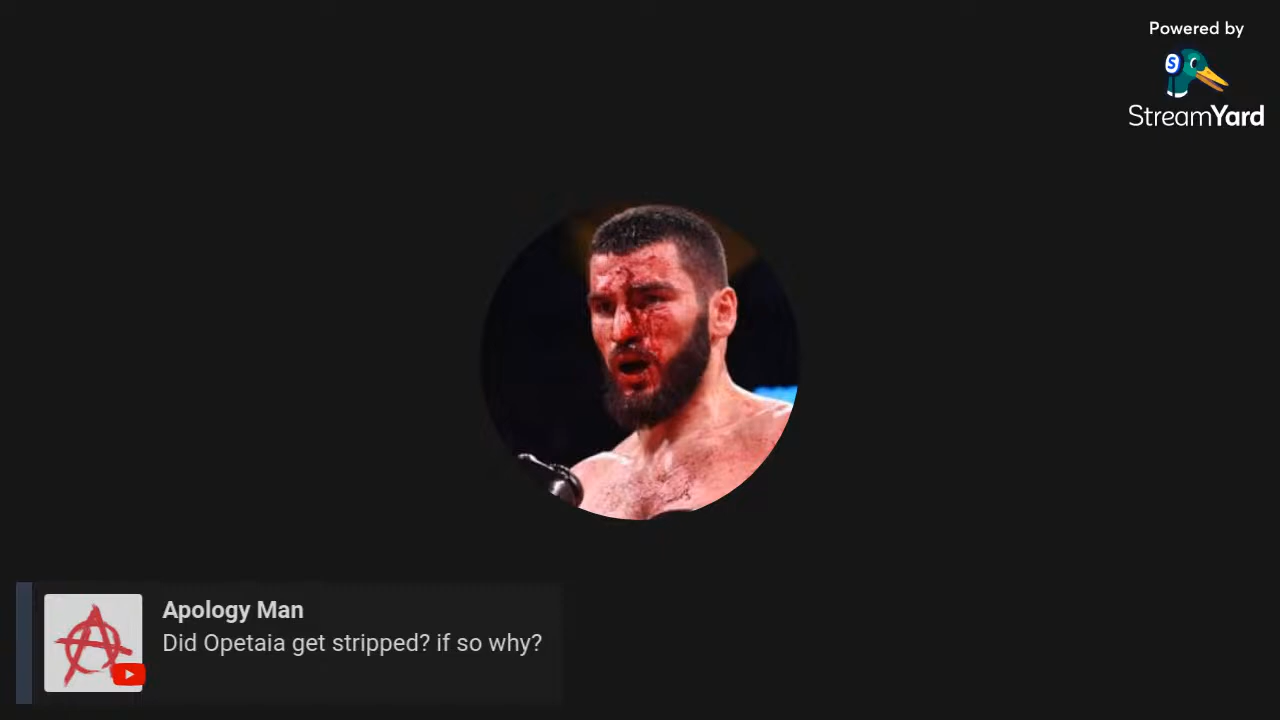 Powered by
S
StreamYard
Apology Man
Did Opetaia get stripped? if so why?